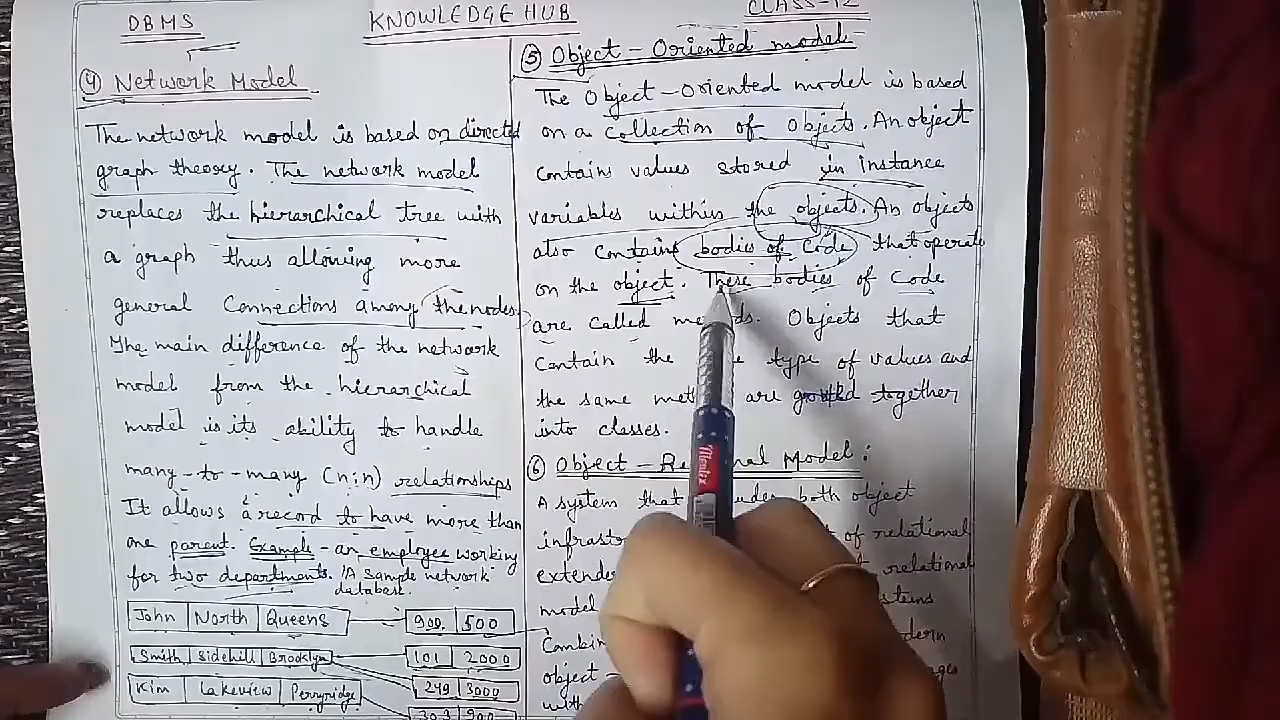 DBMS
KNOWLEDGE HUB
CLASS-12
④ Network Model
The network model is based on directed
graph theory. The network model
replaces the hierarchical tree with
a graph thus allowing more
general Connections among the nodes.
The main difference of the network
model from the hierarchical
model is its ability to handle
many-to-many (n:n) relationships
It allows a record to have more than
one parent. Example - an employee working
for two departments. A sample network
database.
John North Queens
900 500
Smith Sidehill Brooklyn
101 2000
249 3000
Kim Lakeview Perryridge
303 900
⑤ Object-Oriented model
The Object-Oriented model is based
on a collection of Objects. An object
contains values stored in instance
variables within the objects. An objects
also contains bodies of Code that operate
on the object. These bodies of Code
are called Objects that
Contain the type of values and
the same are together
into classes.
⑥ Object - Model:
A system that both object
of relational
relational
model
object -